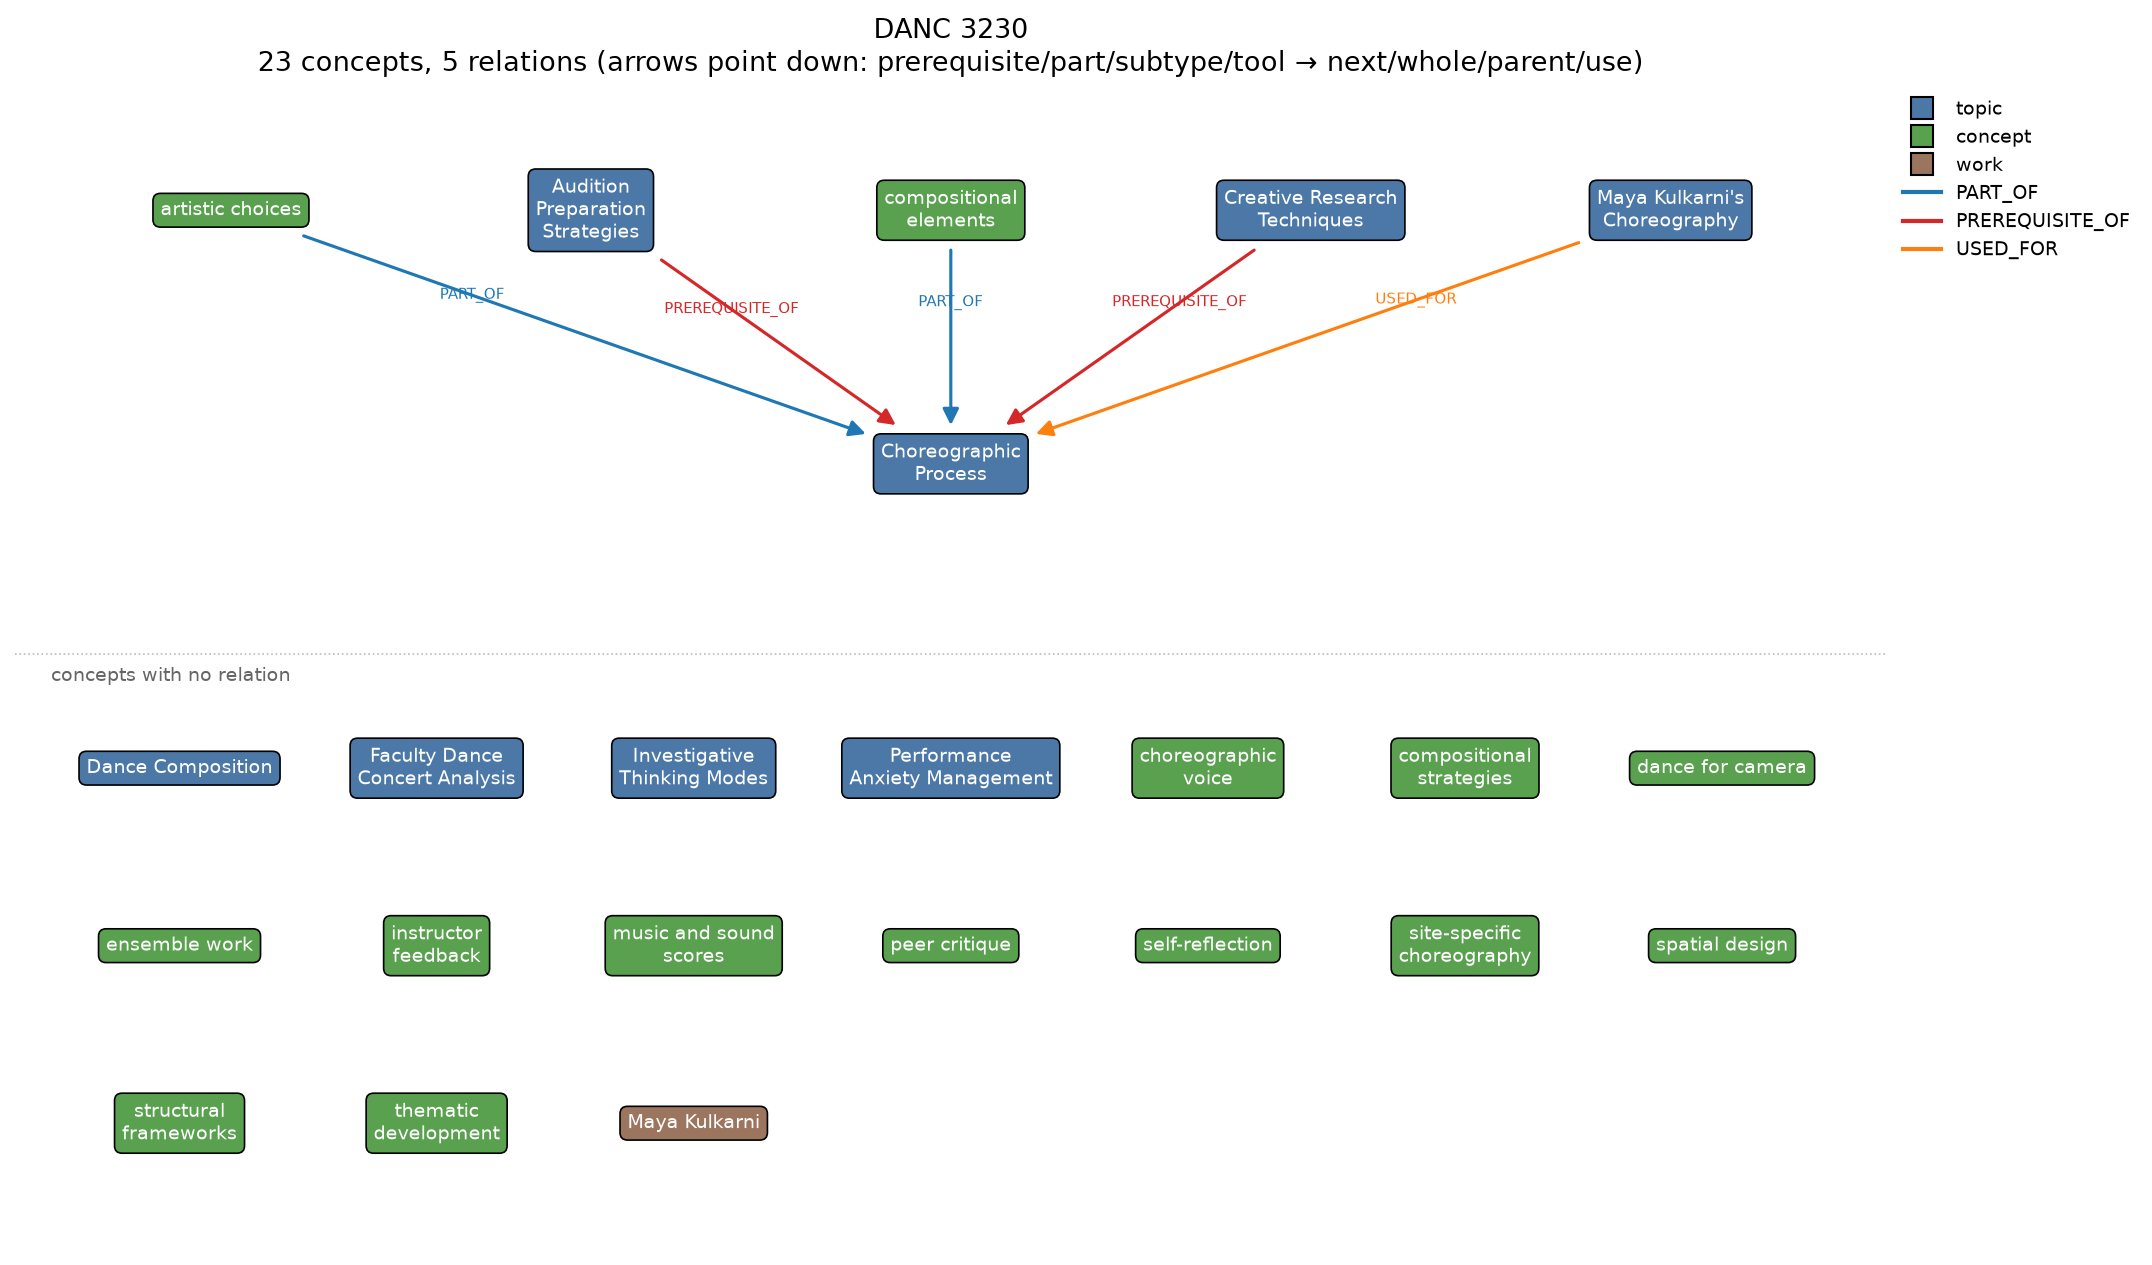 DANC 3230
23 concepts, 5 relations (arrows point down: prerequisite/part/subtype/tool → next/whole/parent/use)
topic
concept
work
PART_OF
PREREQUISITE_OF
USED_FOR
artistic choices
Audition
Preparation
Strategies
compositional
elements
Creative Research
Techniques
Maya Kulkarni's
Choreography
PART_OF
PREREQUISITE_OF
PART_OF
PREREQUISITE_OF
USED_FOR
Choreographic
Process
concepts with no relation
Dance Composition
Faculty Dance
Concert Analysis
Investigative
Thinking Modes
Performance
Anxiety Management
choreographic
voice
compositional
strategies
dance for camera
ensemble work
instructor
feedback
music and sound
scores
peer critique
self-reflection
site-specific
choreography
spatial design
structural
frameworks
thematic
development
Maya Kulkarni